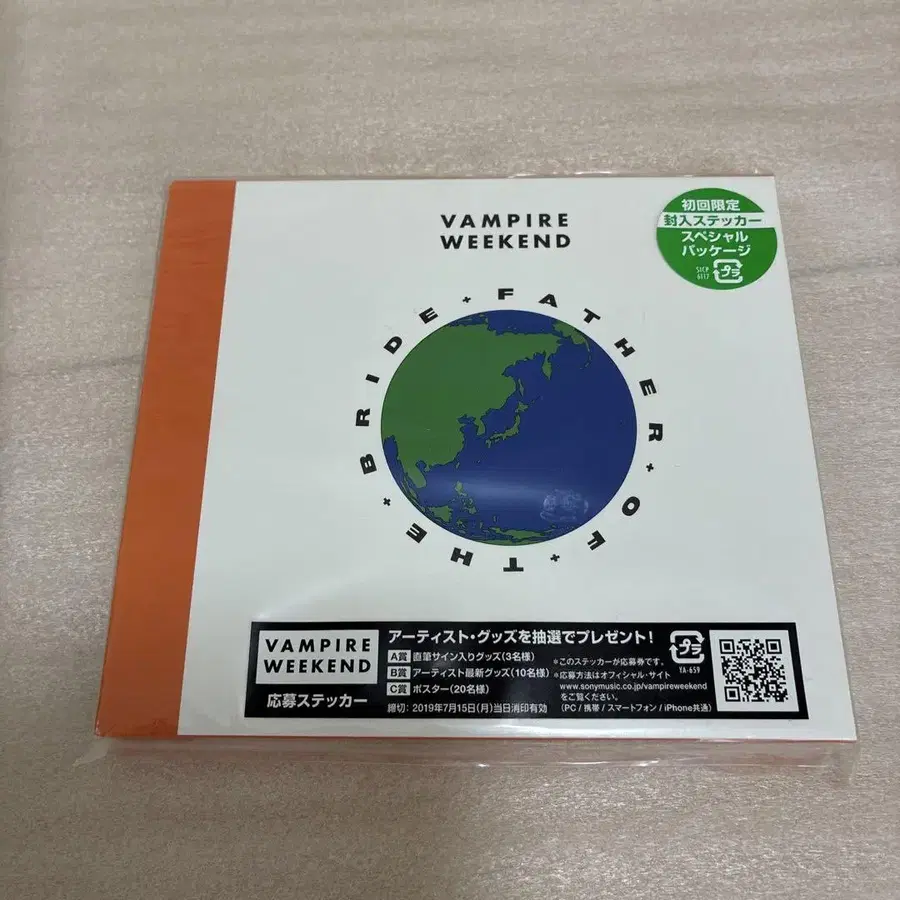 VAMPIRE
WEEKEND
初回限定
封入ステッカー
スペシャル
パッケージ
SICP
6117
プラ
FATHER + OF + THE + BRIDE +
VAMPIRE
WEEKEND
応募ステッカー
アーティスト・グッズを抽選でプレゼント!
A賞 直筆サイン入りグッズ(3名様)
B賞 アーティスト最新グッズ(10名様)
C賞 ポスター(20名様)
締切: 2019年7月15日(月)当日消印有効
*このステッカーが応募券です。
*応募方法はオフィシャル・サイト
www.sonymusic.co.jp/vampireweekend
をご覧ください。
(PC / 携帯 / スマートフォン / iPhone共通)
プラ
YA-659